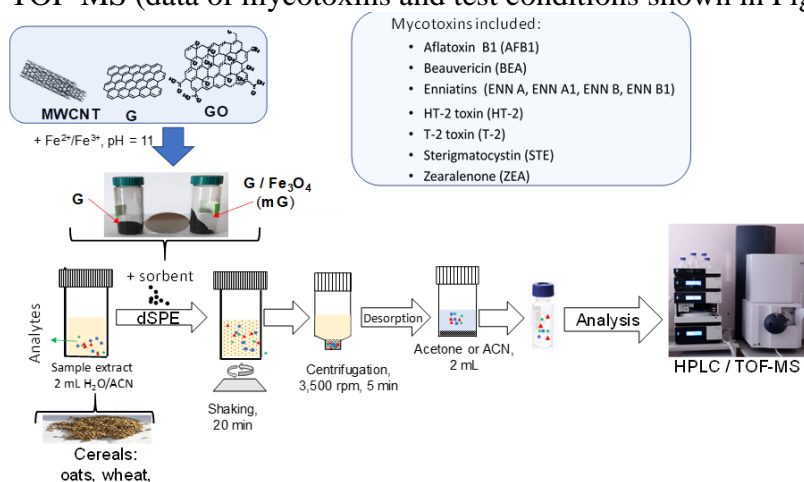 TOF-MS (data of mycotoxins and test conditions shown in Fig
MWCNT
G
GO
+ Fe²⁺/Fe³⁺, pH = 11
Mycotoxins included:
• Aflatoxin B1 (AFB1)
• Beauvericin (BEA)
• Enniatins (ENN A, ENN A1, ENN B, ENN B1)
• HT-2 toxin (HT-2)
• T-2 toxin (T-2)
• Sterigmatocystin (STE)
• Zearalenone (ZEA)
G
G / Fe₃O₄
(mG)
Analytes
+ sorbent
dSPE
Desorption
Analysis
Sample extract
2 mL H₂O/ACN
Shaking,
20 min
Centrifugation,
3,500 rpm, 5 min
Acetone or ACN,
2 mL
HPLC / TOF-MS
Cereals:
oats, wheat,